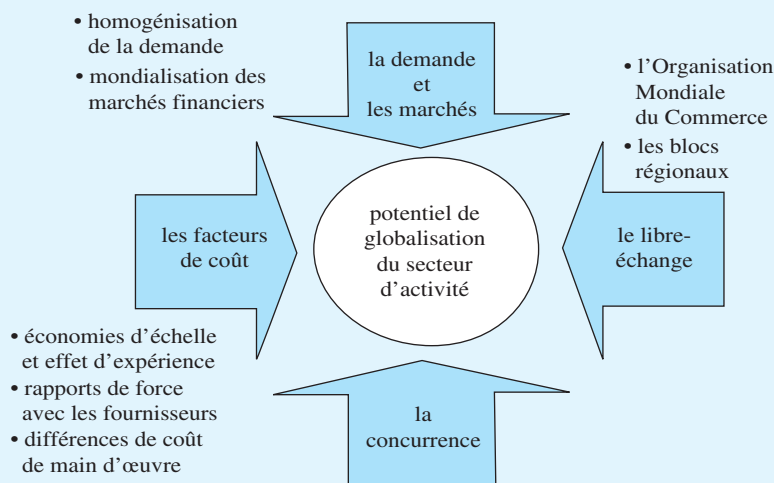 • homogénisation
de la demande
• mondialisation des
marchés financiers
la demande
et
les marchés
• l'Organisation
Mondiale
du Commerce
• les blocs
régionaux
les facteurs
de coût
potentiel de
globalisation
du secteur
d'activité
le libre-
échange
• économies d'échelle
et effet d'expérience
• rapports de force
avec les fournisseurs
• différences de coût
de main d'œuvre
la
concurrence